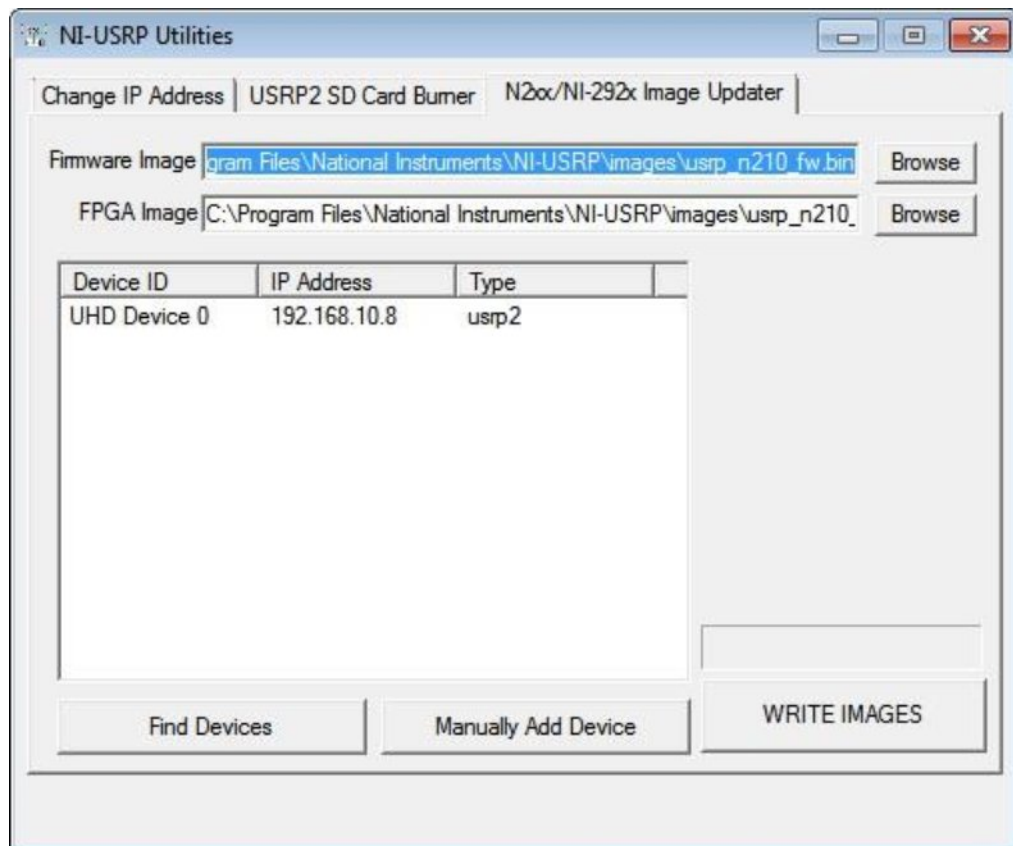 NI-USRP Utilities
Change IP Address USRP2 SD Card Burner N2xx/NI-292x Image Updater
Firmware Image gram Files\National Instruments\NI-USRP\images\usrp_n210_fw.bin Browse
FPGA Image C:\Program Files\National Instruments\NI-USRP\images\usrp_n210_ Browse
Device ID IP Address Type
UHD Device 0 192.168.10.8 usrp2
Find Devices Manually Add Device WRITE IMAGES